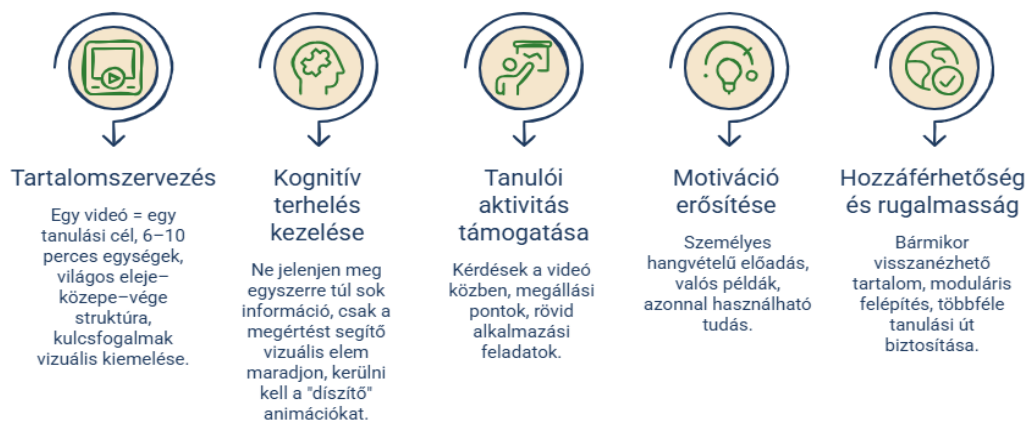 Tartalomszervezés
Egy videó = egy
tanulási cél, 6–10
perces egységek,
világos eleje–
közepe–vége
struktúra,
kulcsfogalmak
vizuális kiemelése.
Kognitív
terhelés
kezelése
Ne jelenjen meg
egyszerre túl sok
információ, csak a
megértést segítő
vizuális elem
maradjon, kerülni
kell a "díszítő"
animációkat.
Tanulói
aktivitás
támogatása
Kérdések a videó
közben, megállási
pontok, rövid
alkalmazási
feladatok.
Motiváció
erősítése
Személyes
hangvételű előadás,
valós példák,
azonnal használható
tudás.
Hozzáférhetőség
és rugalmasság
Bármikor
visszanézhető
tartalom, moduláris
felépítés, többféle
tanulási út
biztosítása.